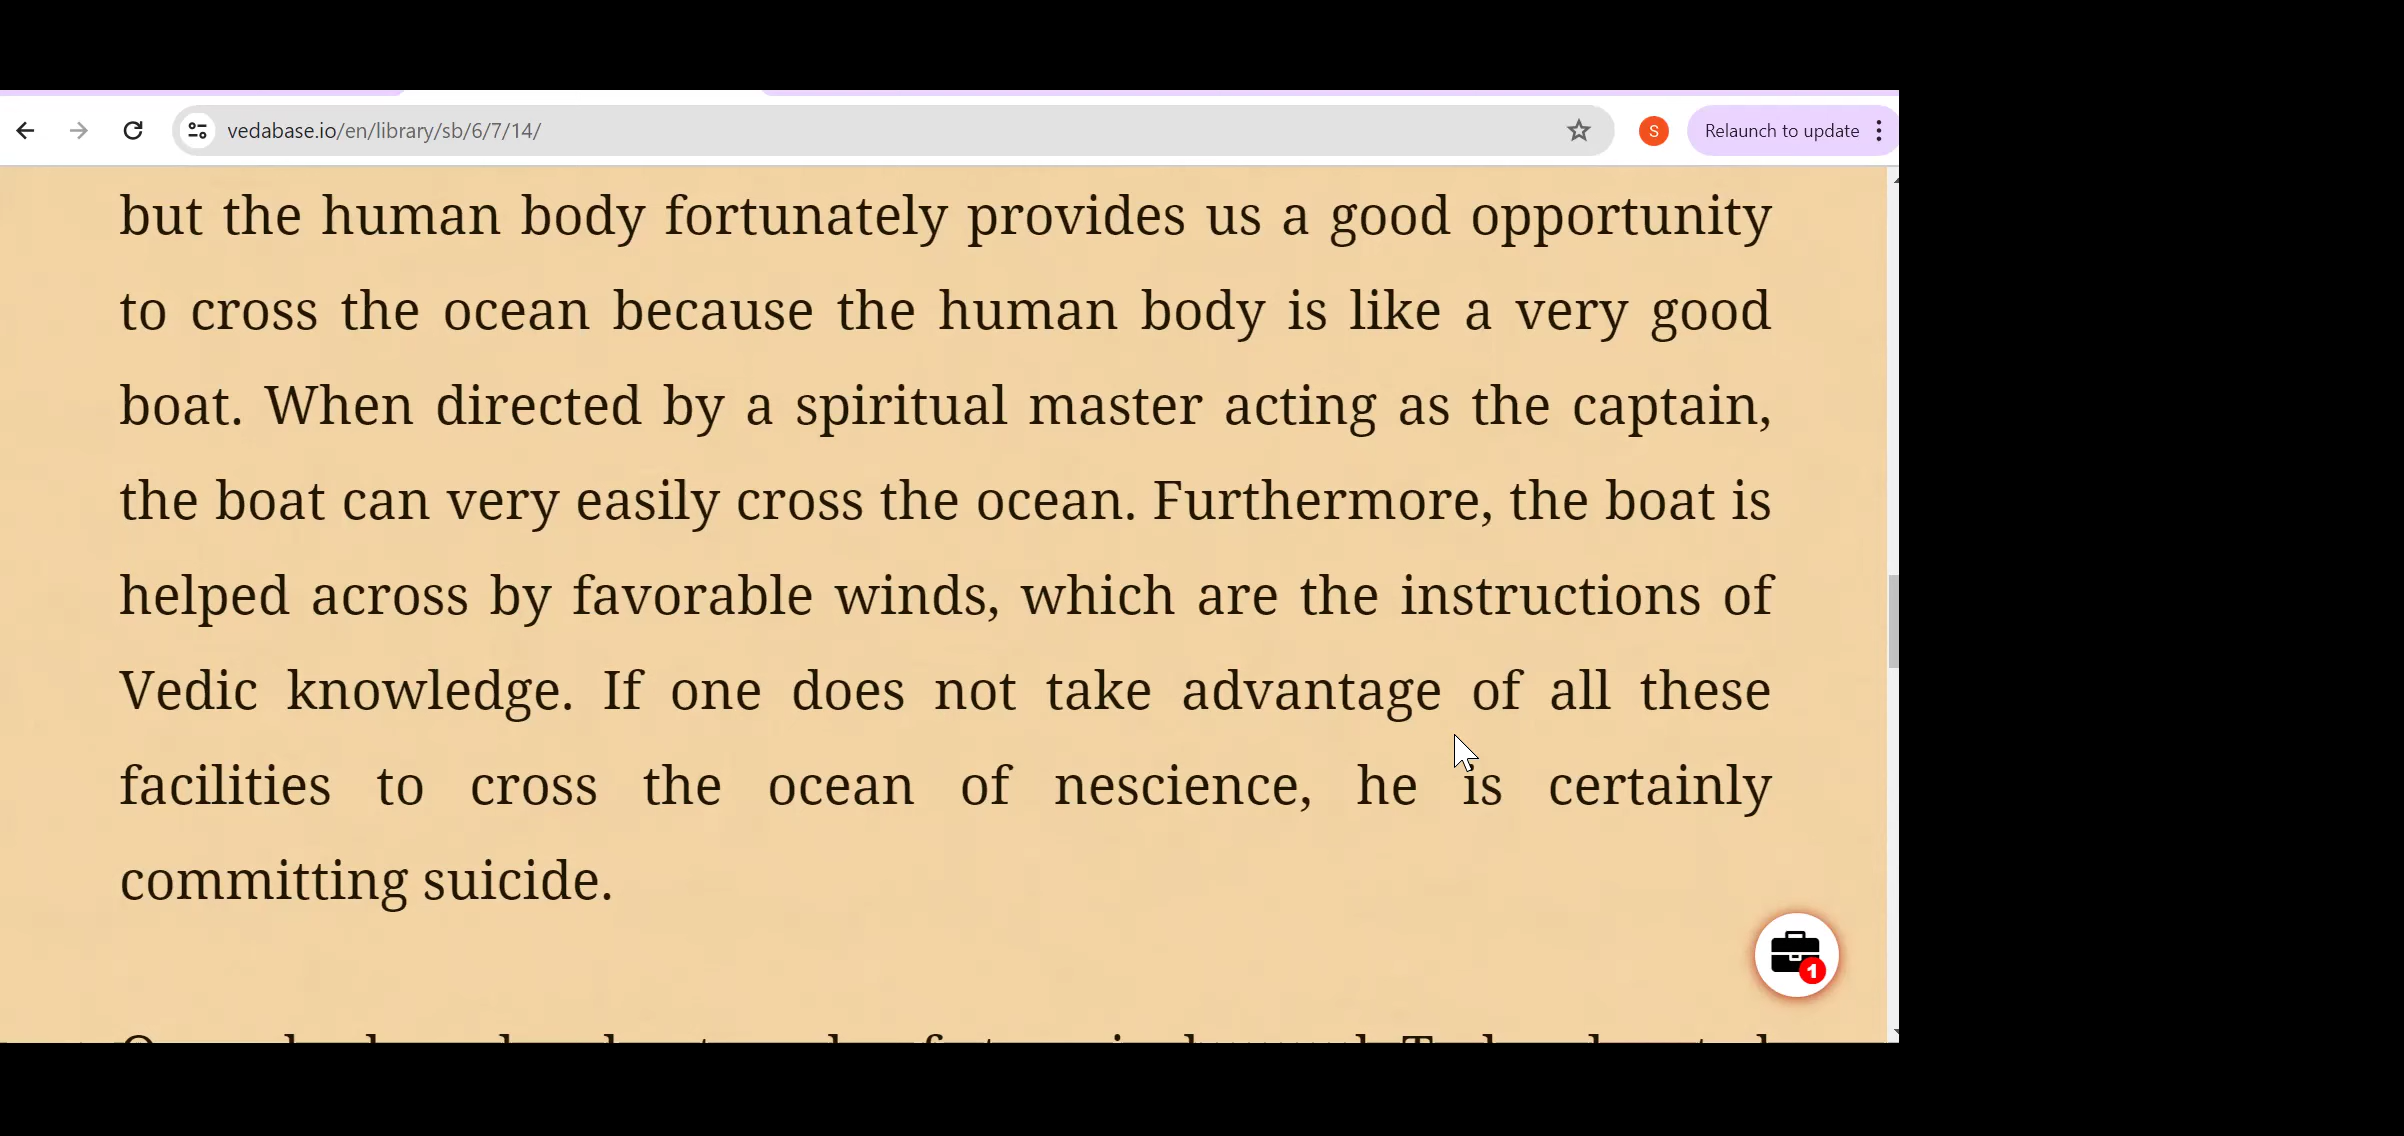 vedabase.io/en/library/sb/6/7/14/
S
Relaunch to update
but the human body fortunately provides us a good opportunity
to cross the ocean because the human body is like a very good
boat. When directed by a spiritual master acting as the captain,
the boat can very easily cross the ocean. Furthermore, the boat is
helped across by favorable winds, which are the instructions of
Vedic knowledge. If one does not take advantage of all these
facilities to cross the ocean of nescience, he is certainly
committing suicide.
1